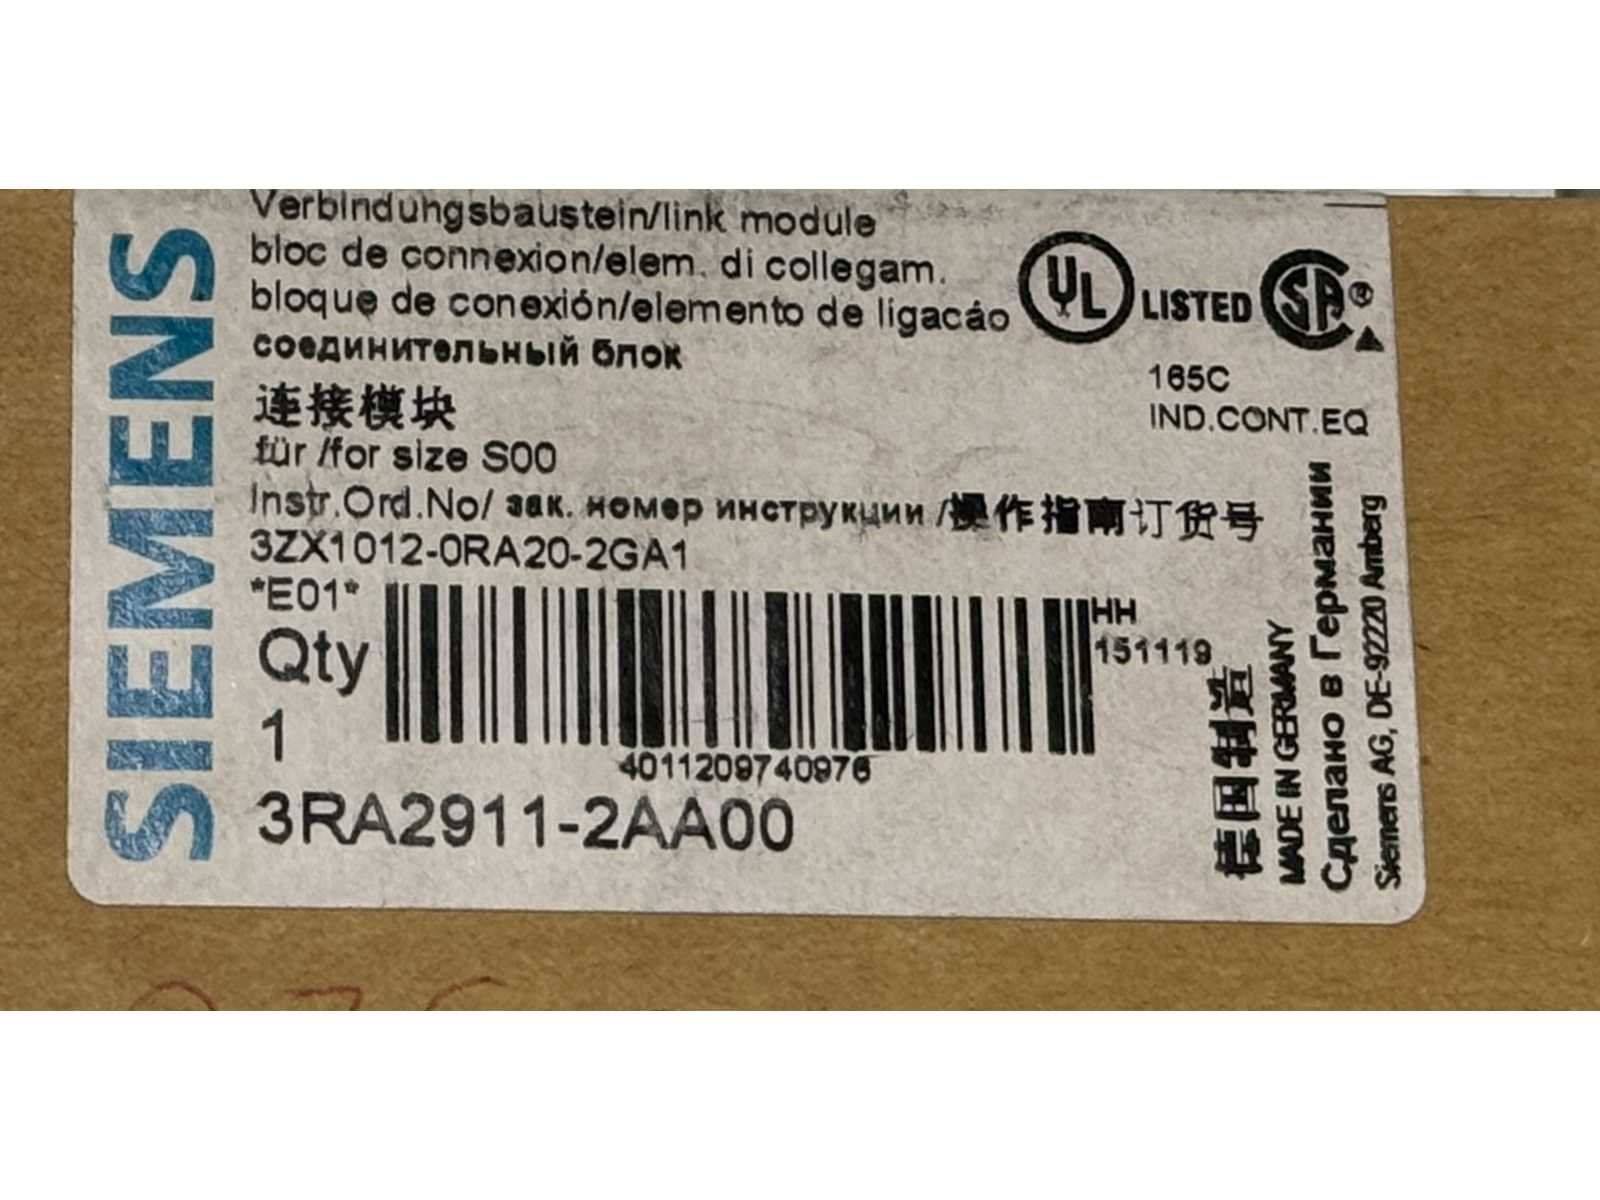 SIEMENS
Verbindungsbaustein/link module
bloc de connexion/elem. di collegam.
bloque de conexión/elemento de ligacáo
соединительный блок
连接模块
für /for size S00
Instr.Ord.No/ зак. номер инструкции /操作指南订货号
3ZX1012-0RA20-2GA1
*E01*
Qty
1
HH
151119
4011209740976
3RA2911-2AA00
UL LISTED SA ®
165C
IND.CONT.EQ
德国制造
MADE IN GERMANY
Сделано в Германии
Siemens AG, DE-92220 Amberg